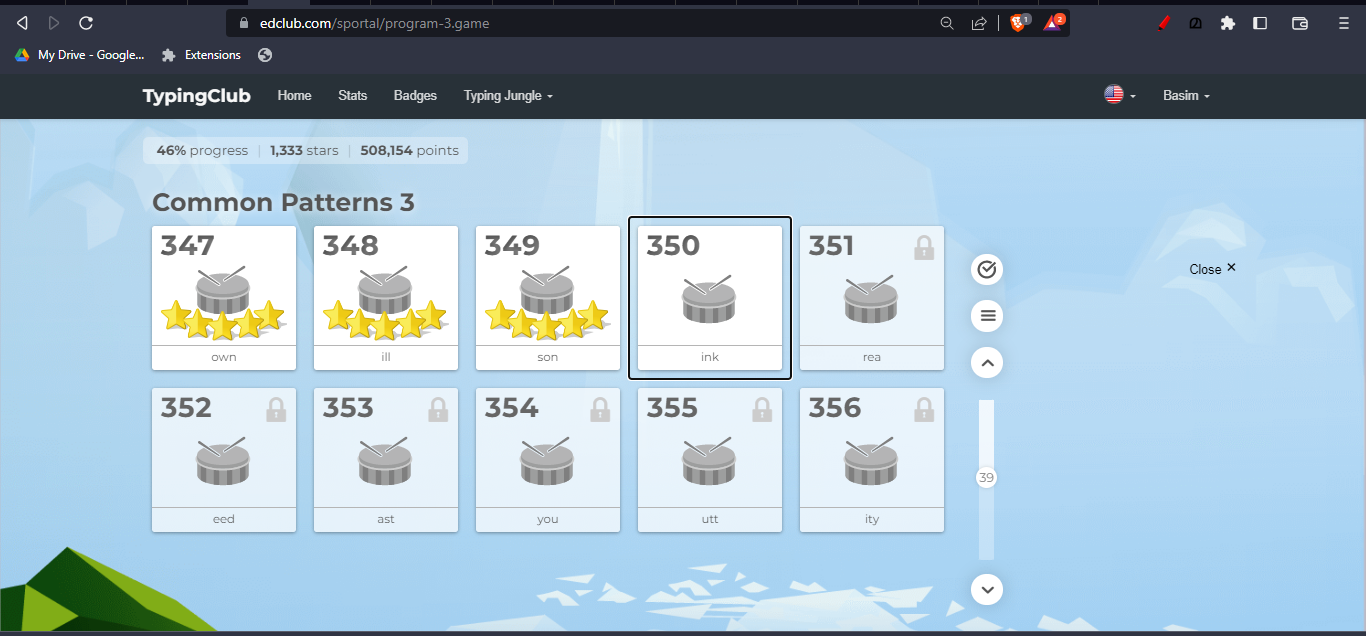 edclub.com/sportal/program-3.game
1
2
My Drive - Google...
Extensions
TypingClub
Home
Stats
Badges
Typing Jungle
Basim
46% progress | 1,333 stars | 508,154 points
Common Patterns 3
347
348
349
350
351
own
ill
son
ink
rea
Close ×
352
353
354
355
356
39
eed
ast
you
utt
ity